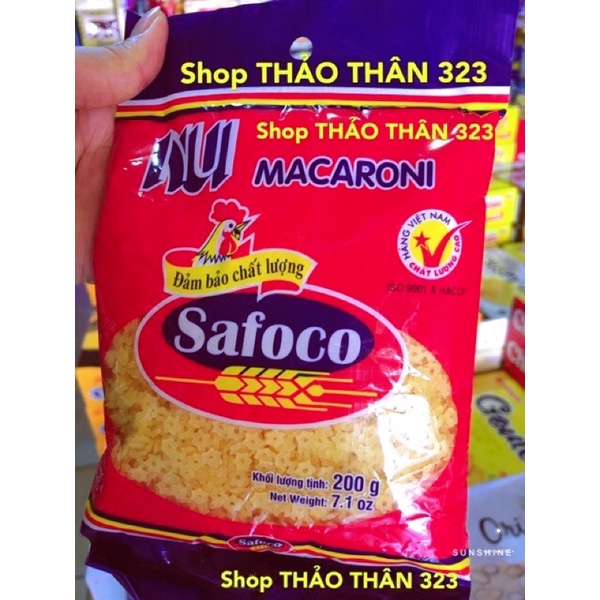 Shop THẢO THÂN 323
Shop THẢO THÂN 323
NUI
MACARONI
HÀNG VIỆT NAM
CHẤT LƯỢNG CAO
ISO 9001 & HACCP
Đảm bảo chất lượng
Safoco
Khối lượng tịnh: 200 g
Net Weight: 7.1 oz
Safoco
SUNSHINE
Shop THẢO THÂN 323